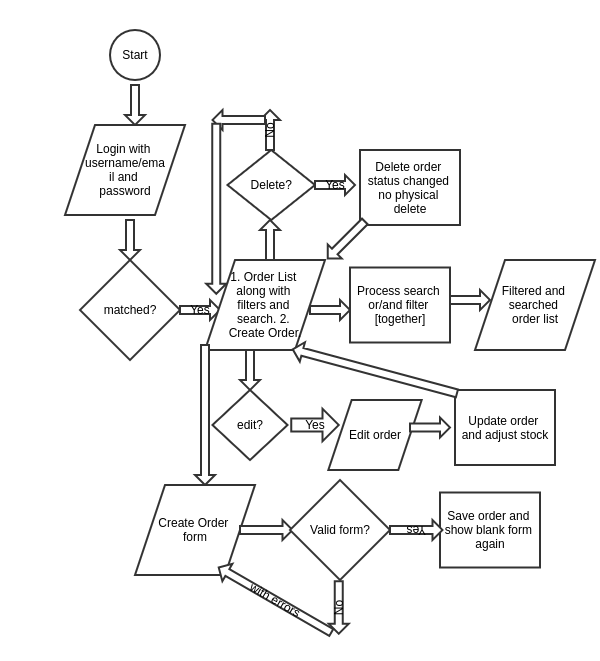 Start
Login with
username/ema
il and
password
matched?
Yes
No
Delete?
Yes
Delete order
status changed
no physical
delete
1. Order List
along with
filters and
search. 2.
Create Order
Process search
or/and filter
[together]
Filtered and
searched
order list
edit?
Yes
Edit order
Update order
and adjust stock
Create Order
form
Valid form?
Yes
Save order and
show blank form
again
No
with errors